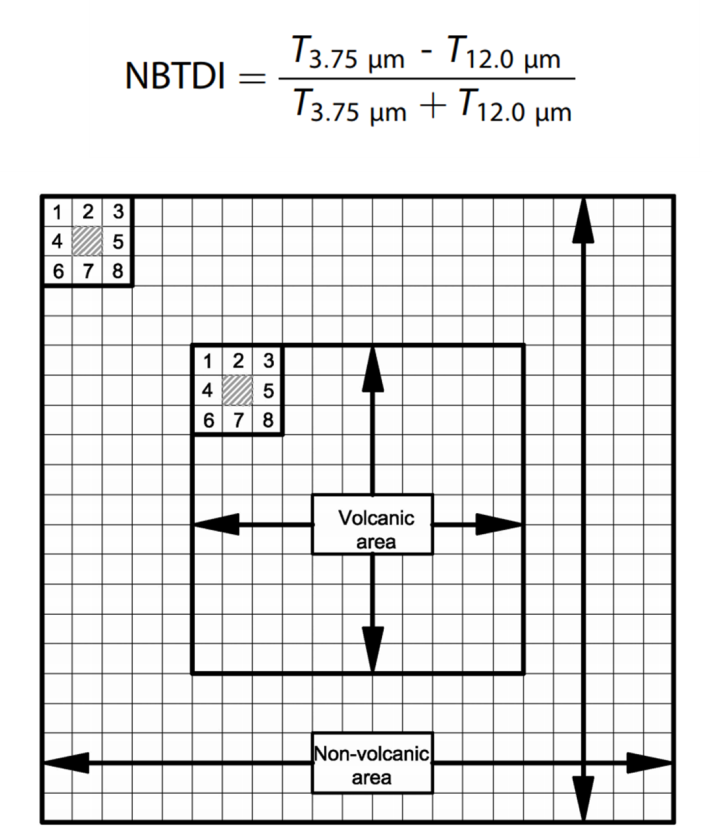 NBTDI = (T3.75 µm - T12.0 µm) / (T3.75 µm + T12.0 µm)
1 2 3
4 5
6 7 8
1 2 3
4 5
6 7 8
Volcanic
area
Non-volcanic
area